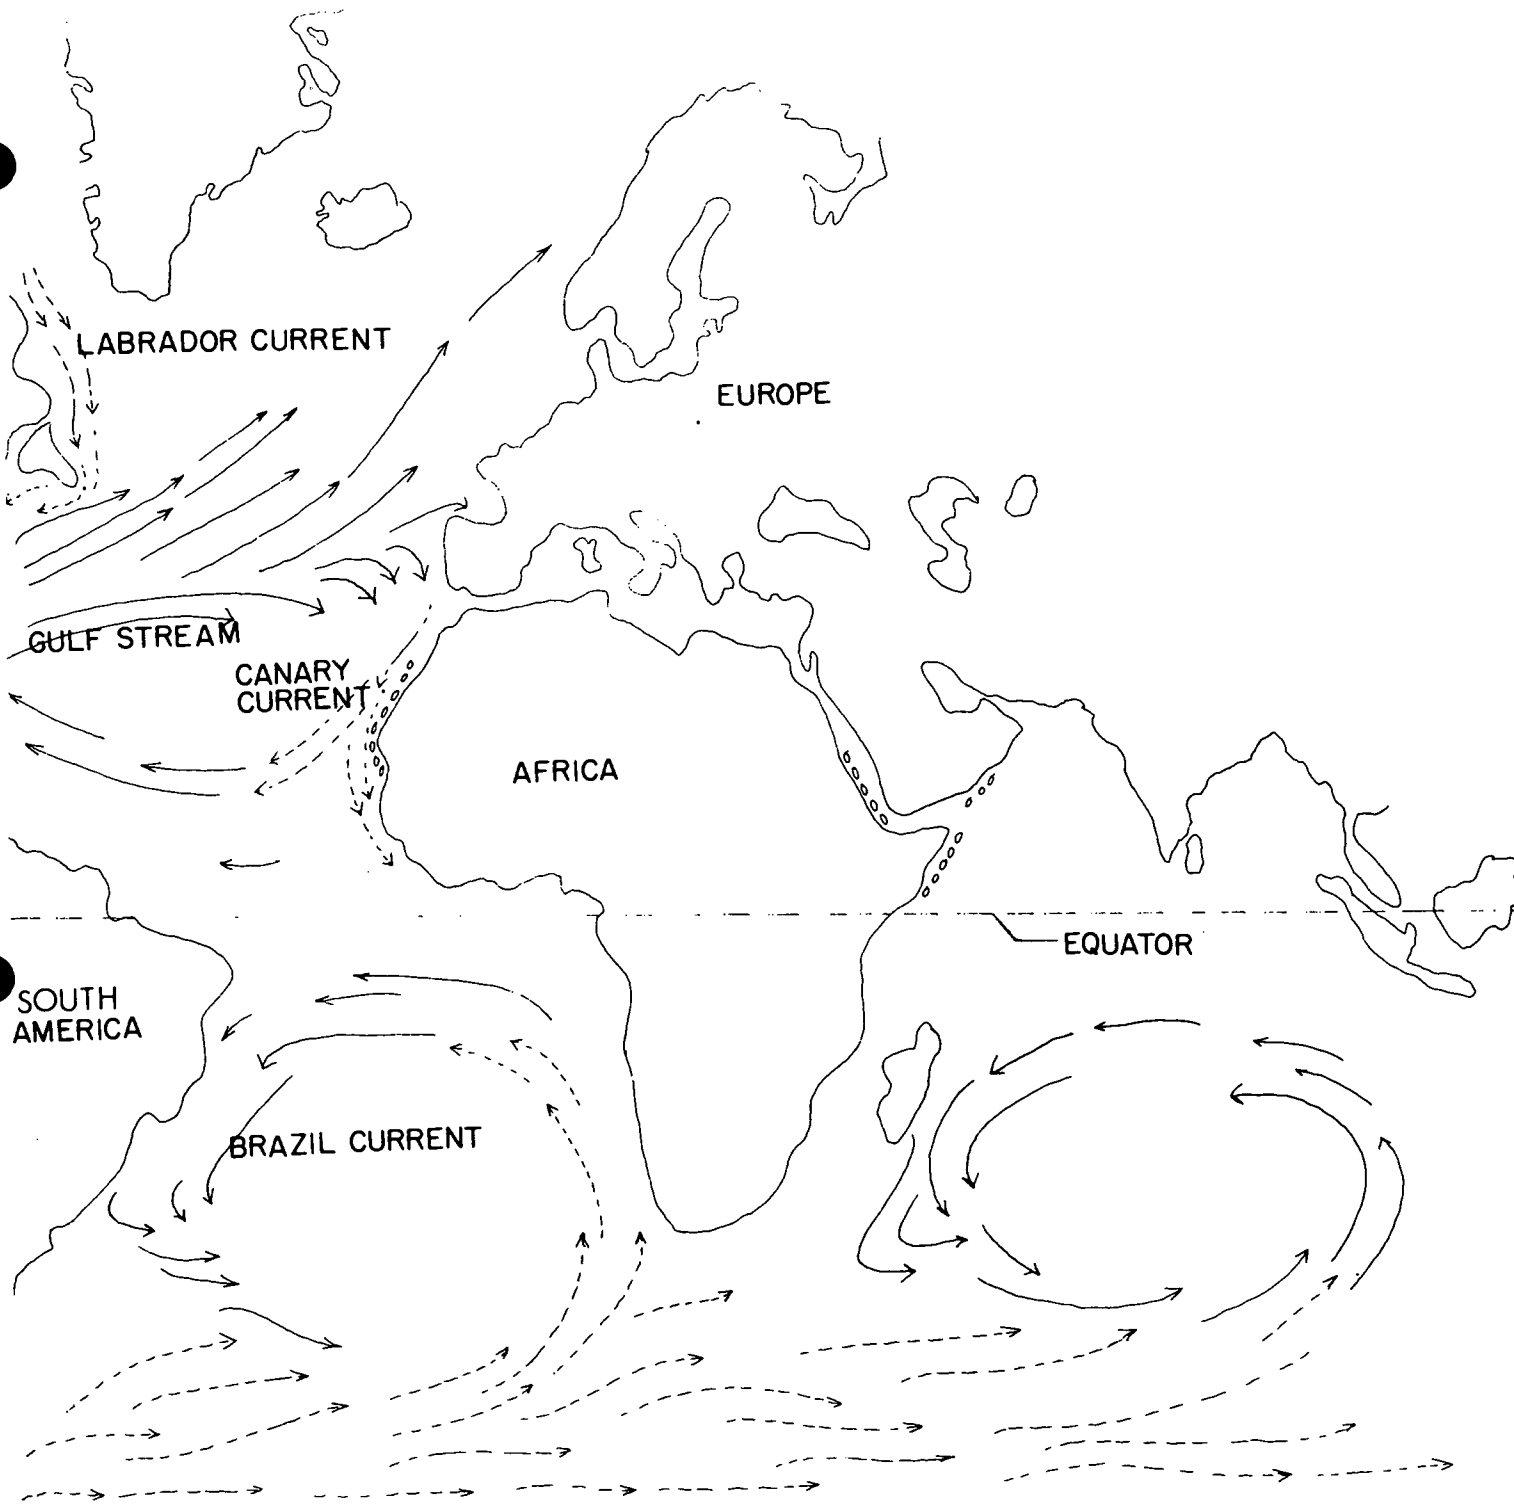 LABRADOR CURRENT
EUROPE
GULF STREAM
CANARY
CURRENT
AFRICA
EQUATOR
SOUTH
AMERICA
BRAZIL CURRENT